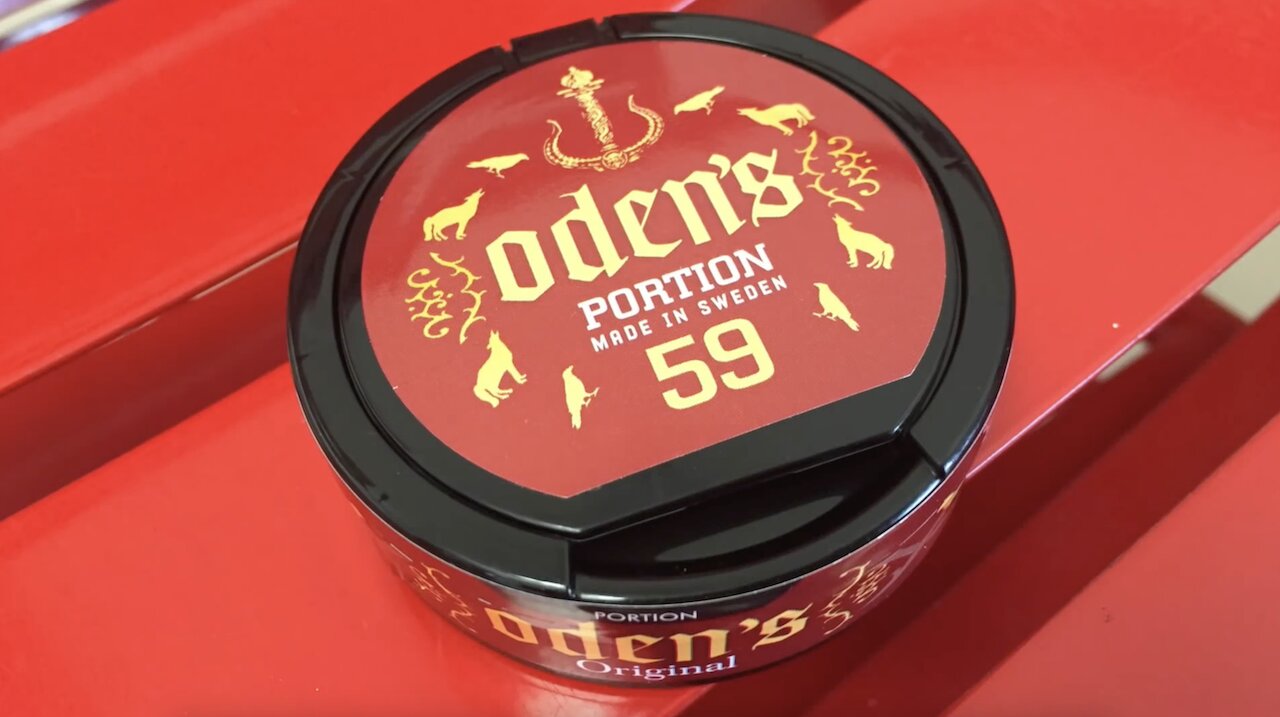 oden's
PORTION
MADE IN SWEDEN
59
PORTION
oden's
Original